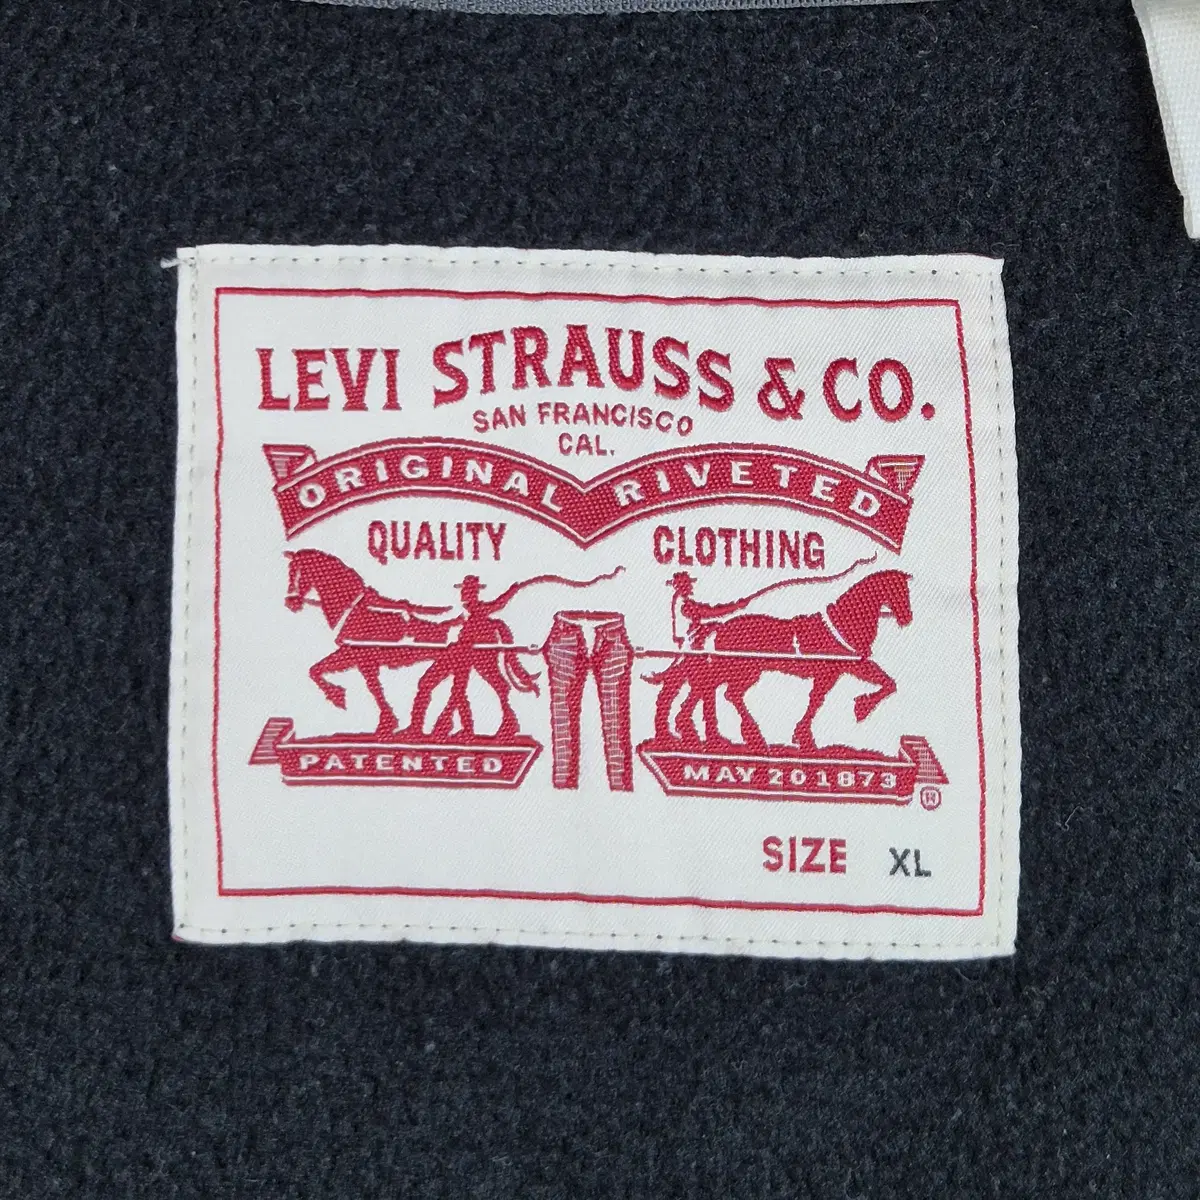 LEVI STRAUSS & CO.
SAN FRANCISCO
CAL.
ORIGINAL RIVETED
QUALITY CLOTHING
PATENTED MAY 20 1873
®
SIZE XL